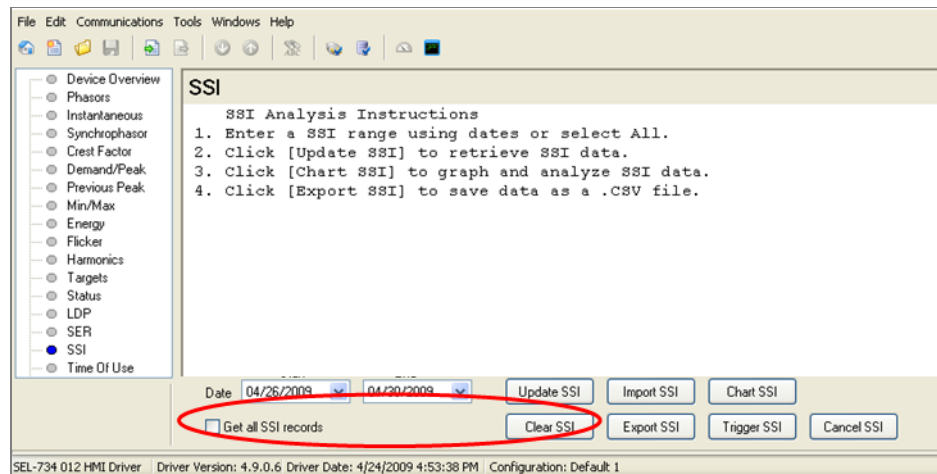 File Edit Communications Tools Windows Help
Device Overview
Phasors
Instantaneous
Synchrophasor
Crest Factor
Demand/Peak
Previous Peak
Min/Max
Energy
Flicker
Harmonics
Targets
Status
LDP
SER
SSI
Time Of Use
SSI
SSI Analysis Instructions
1. Enter a SSI range using dates or select All.
2. Click [Update SSI] to retrieve SSI data.
3. Click [Chart SSI] to graph and analyze SSI data.
4. Click [Export SSI] to save data as a .CSV file.
Date 04/26/2009 04/30/2009 Update SSI Import SSI Chart SSI
Get all SSI records Clear SSI Export SSI Trigger SSI Cancel SSI
SEL-734 012 HMI Driver Driver Version: 4.9.0.6 Driver Date: 4/24/2009 4:53:38 PM Configuration: Default 1